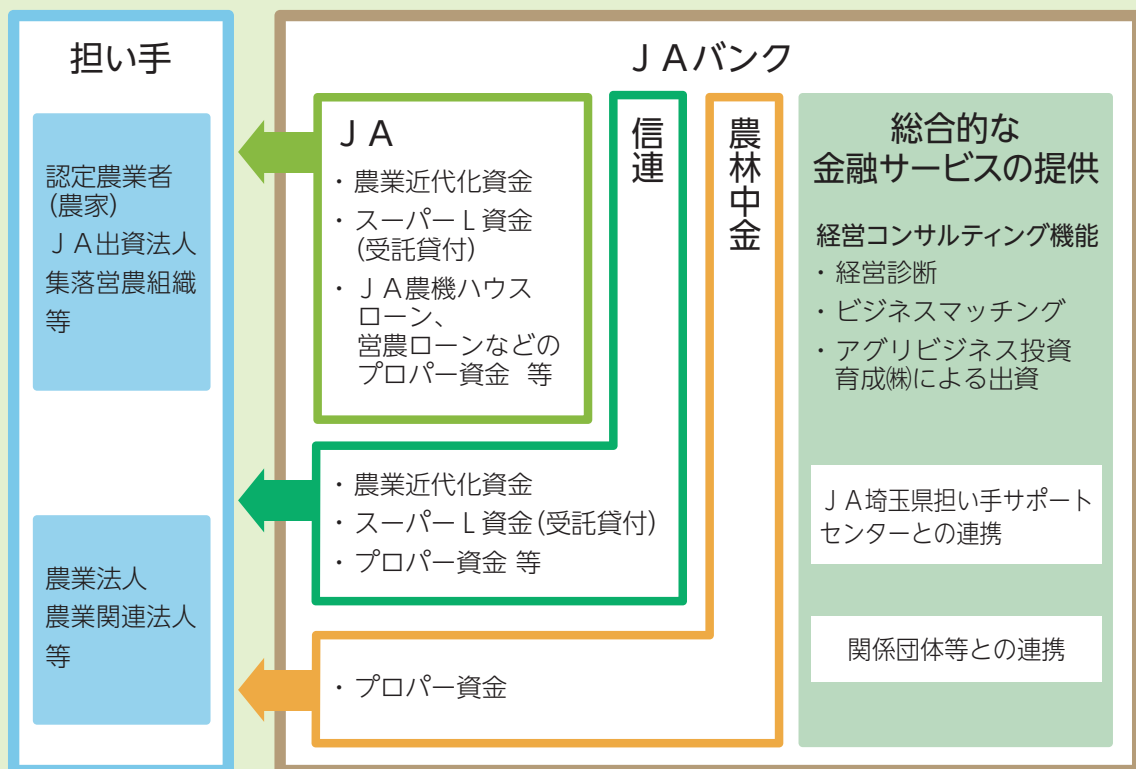 担い手
認定農業者
(農家)
ＪＡ出資法人
集落営農組織
等
農業法人
農業関連法人
等
ＪＡバンク
ＪＡ
・農業近代化資金
・スーパーＬ資金
(受託貸付)
・ＪＡ農機ハウス
ローン、
営農ローンなどの
プロパー資金 等
信連
・農業近代化資金
・スーパーＬ資金(受託貸付)
・プロパー資金 等
農林中金
・プロパー資金
総合的な
金融サービスの提供
経営コンサルティング機能
・経営診断
・ビジネスマッチング
・アグリビジネス投資
育成㈱による出資
ＪＡ埼玉県担い手サポート
センターとの連携
関係団体等との連携